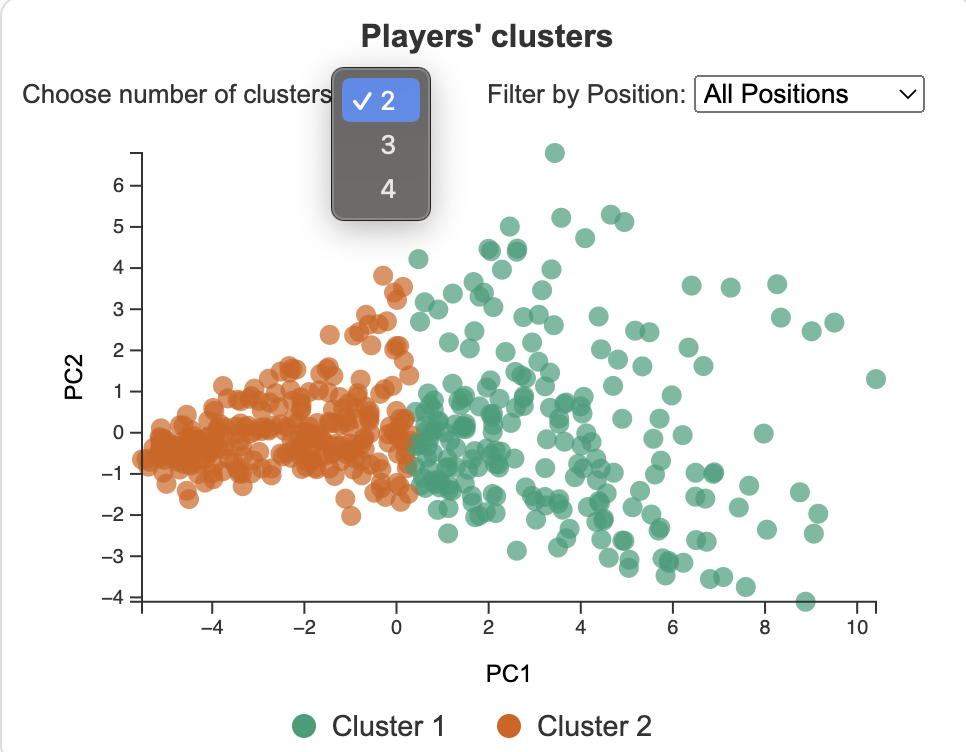 Players' clusters
Choose number of clusters ✓ 2 Filter by Position: All Positions
3
4
6
5
4
3
2
1
0
−1
−2
−3
−4
PC2
−4 −2 0 2 4 6 8 10
PC1
Cluster 1 Cluster 2